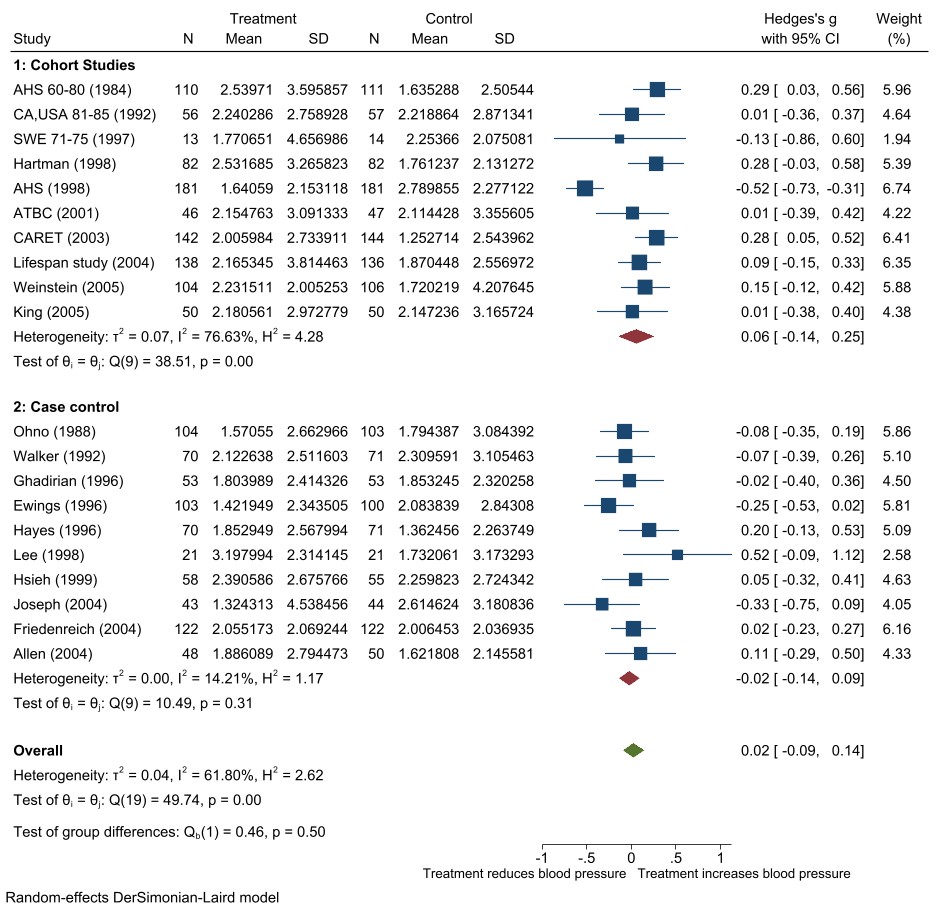 Treatment Control Hedges's g Weight
Study N Mean SD N Mean SD with 95% CI (%)
1: Cohort Studies
AHS 60-80 (1984) 110 2.53971 3.595857 111 1.635288 2.50544 0.29 [ 0.03, 0.56] 5.96
CA,USA 81-85 (1992) 56 2.240286 2.758928 57 2.218864 2.871341 0.01 [ -0.36, 0.37] 4.64
SWE 71-75 (1997) 13 1.770651 4.656986 14 2.25366 2.075081 -0.13 [ -0.86, 0.60] 1.94
Hartman (1998) 82 2.531685 3.265823 82 1.761237 2.131272 0.28 [ -0.03, 0.58] 5.39
AHS (1998) 181 1.64059 2.153118 181 2.789855 2.277122 -0.52 [ -0.73, -0.31] 6.74
ATBC (2001) 46 2.154763 3.091333 47 2.114428 3.355605 0.01 [ -0.39, 0.42] 4.22
CARET (2003) 142 2.005984 2.733911 144 1.252714 2.543962 0.28 [ 0.05, 0.52] 6.41
Lifespan study (2004) 138 2.165345 3.814463 136 1.870448 2.556972 0.09 [ -0.15, 0.33] 6.35
Weinstein (2005) 104 2.231511 2.005253 106 1.720219 4.207645 0.15 [ -0.12, 0.42] 5.88
King (2005) 50 2.180561 2.972779 50 2.147236 3.165724 0.01 [ -0.38, 0.40] 4.38
Heterogeneity: τ² = 0.07, I² = 76.63%, H² = 4.28 0.06 [ -0.14, 0.25]
Test of θᵢ = θⱼ: Q(9) = 38.51, p = 0.00
2: Case control
Ohno (1988) 104 1.57055 2.662966 103 1.794387 3.084392 -0.08 [ -0.35, 0.19] 5.86
Walker (1992) 70 2.122638 2.511603 71 2.309591 3.105463 -0.07 [ -0.39, 0.26] 5.10
Ghadirian (1996) 53 1.803989 2.414326 53 1.853245 2.320258 -0.02 [ -0.40, 0.36] 4.50
Ewings (1996) 103 1.421949 2.343505 100 2.083839 2.84308 -0.25 [ -0.53, 0.02] 5.81
Hayes (1996) 70 1.852949 2.567994 71 1.362456 2.263749 0.20 [ -0.13, 0.53] 5.09
Lee (1998) 21 3.197994 2.314145 21 1.732061 3.173293 0.52 [ -0.09, 1.12] 2.58
Hsieh (1999) 58 2.390586 2.675766 55 2.259823 2.724342 0.05 [ -0.32, 0.41] 4.63
Joseph (2004) 43 1.324313 4.538456 44 2.614624 3.180836 -0.33 [ -0.75, 0.09] 4.05
Friedenreich (2004) 122 2.055173 2.069244 122 2.006453 2.036935 0.02 [ -0.23, 0.27] 6.16
Allen (2004) 48 1.886089 2.794473 50 1.621808 2.145581 0.11 [ -0.29, 0.50] 4.33
Heterogeneity: τ² = 0.00, I² = 14.21%, H² = 1.17 -0.02 [ -0.14, 0.09]
Test of θᵢ = θⱼ: Q(9) = 10.49, p = 0.31
Overall 0.02 [ -0.09, 0.14]
Heterogeneity: τ² = 0.04, I² = 61.80%, H² = 2.62
Test of θᵢ = θⱼ: Q(19) = 49.74, p = 0.00
Test of group differences: Q_b(1) = 0.46, p = 0.50
-1 -.5 0 .5 1
Treatment reduces blood pressure Treatment increases blood pressure
Random-effects DerSimonian-Laird model